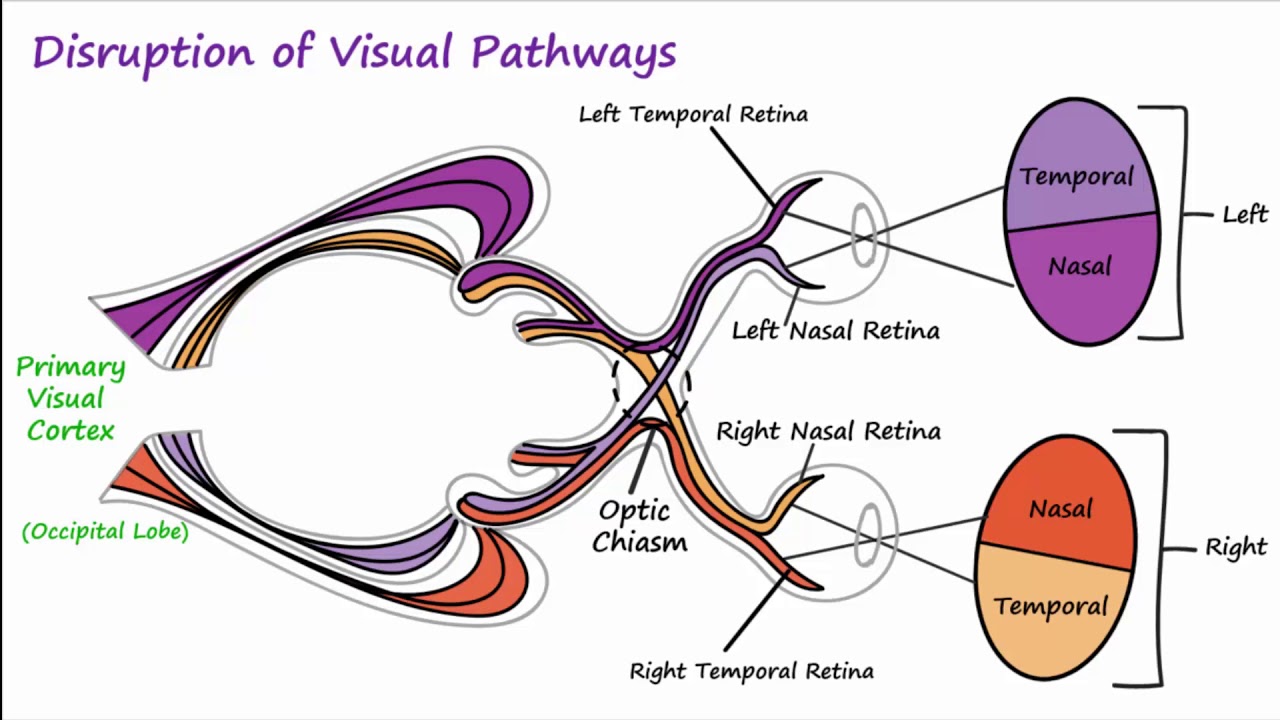 Disruption of Visual Pathways
Left Temporal Retina
Temporal
Left
Nasal
Left Nasal Retina
Primary
Visual
Cortex
Right Nasal Retina
(Occipital Lobe)
Optic
Chiasm
Nasal
Right
Temporal
Right Temporal Retina